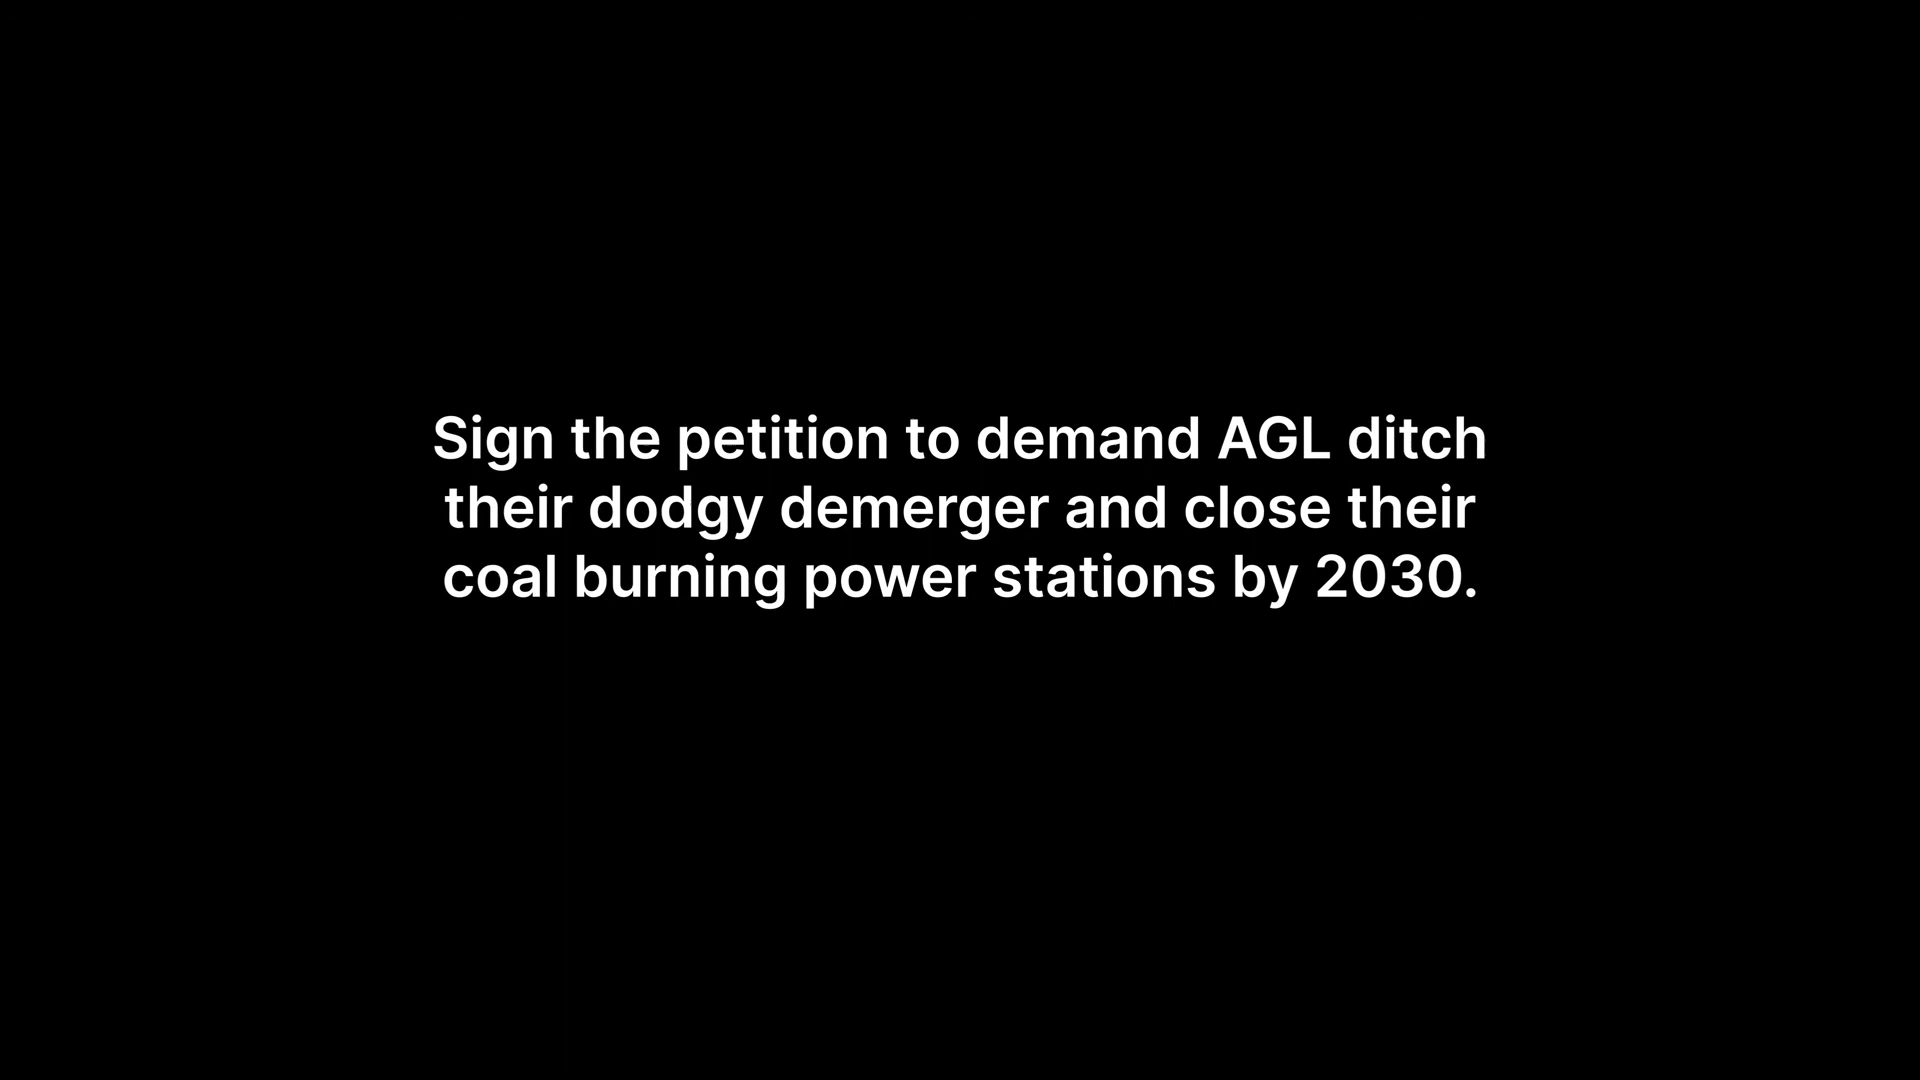 Sign the petition to demand AGL ditch
their dodgy demerger and close their
coal burning power stations by 2030.